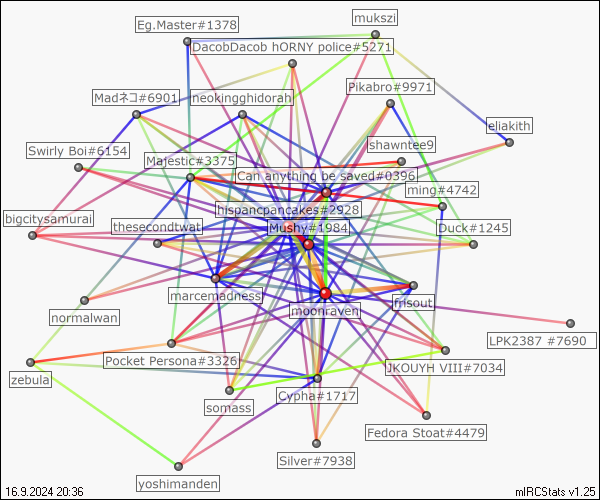 Eg.Master#1378
mukszi
DacobDacob hORNY police#5271
Pikabro#9971
Madネコ#6901
neokingghidorah
eliakith
shawntee9
Swirly Boi#6154
Majestic#3375
Can anything be saved#0396
ming#4742
hispancpancakes#2928
bigcitysamurai
thesecondtwat
Mushy#1984
Duck#1245
marcemadness
frisout
moonraven
normalwan
LPK2387 #7690
Pocket Persona#3326
JKOUYH VIII#7034
zebula
Cypha#1717
somass
Fedora Stoat#4479
Silver#7938
yoshimanden
16.9.2024 20:36
mIRCStats v1.25